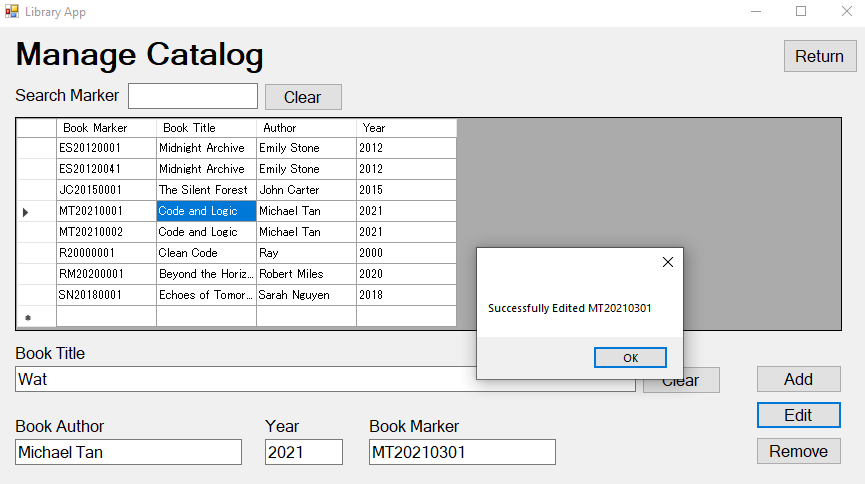 Library App
Manage Catalog
Return
Search Marker
Clear
Book Marker Book Title Author Year
ES20120001 Midnight Archive Emily Stone 2012
ES20120041 Midnight Archive Emily Stone 2012
JC20150001 The Silent Forest John Carter 2015
MT20210001 Code and Logic Michael Tan 2021
MT20210002 Code and Logic Michael Tan 2021
R20000001 Clean Code Ray 2000
RM20200001 Beyond the Horiz... Robert Miles 2020
SN20180001 Echoes of Tomor... Sarah Nguyen 2018
Successfully Edited MT20210301
OK
Book Title
Wat
Clear
Add
Book Author Year Book Marker
Edit
Michael Tan 2021 MT20210301
Remove